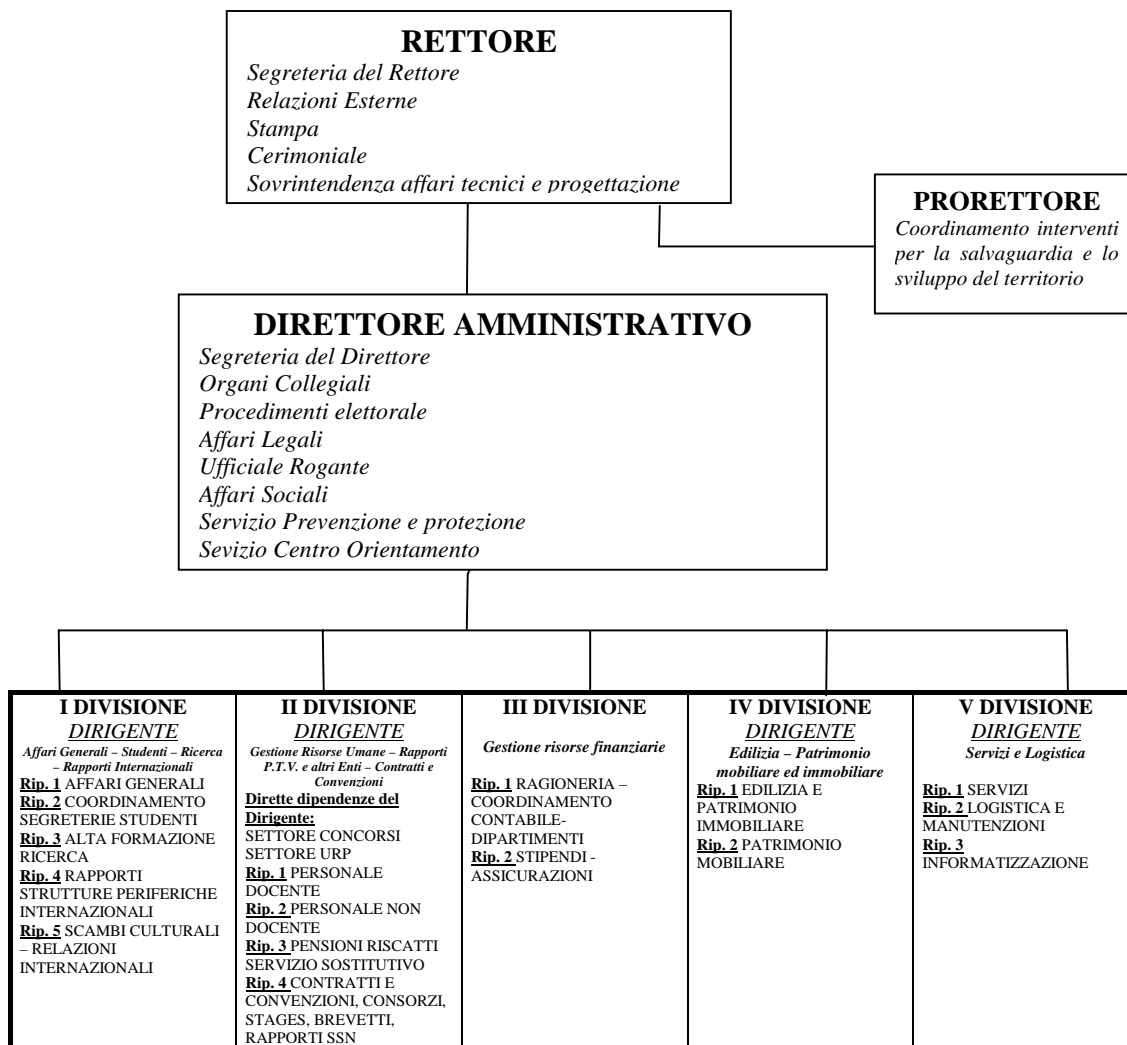 RETTORE
Segreteria del Rettore
Relazioni Esterne
Stampa
Cerimoniale
Sovrintendenza affari tecnici e progettazione
PRORETTORE
Coordinamento interventi
per la salvaguardia e lo
sviluppo del territorio
DIRETTORE AMMINISTRATIVO
Segreteria del Direttore
Organi Collegiali
Procedimenti elettorale
Affari Legali
Ufficiale Rogante
Affari Sociali
Servizio Prevenzione e protezione
Sevizio Centro Orientamento
I DIVISIONE
DIRIGENTE
Affari Generali – Studenti – Ricerca
– Rapporti Internazionali
Rip. 1 AFFARI GENERALI
Rip. 2 COORDINAMENTO
SEGRETERIE STUDENTI
Rip. 3 ALTA FORMAZIONE
RICERCA
Rip. 4 RAPPORTI
STRUTTURE PERIFERICHE
INTERNAZIONALI
Rip. 5 SCAMBI CULTURALI
– RELAZIONI
INTERNAZIONALI
II DIVISIONE
DIRIGENTE
Gestione Risorse Umane – Rapporti
P.T.V. e altri Enti – Contratti e
Convenzioni
Dirette dipendenze del
Dirigente:
SETTORE CONCORSI
SETTORE URP
Rip. 1 PERSONALE
DOCENTE
Rip. 2 PERSONALE NON
DOCENTE
Rip. 3 PENSIONI RISCATTI
SERVIZIO SOSTITUTIVO
Rip. 4 CONTRATTI E
CONVENZIONI, CONSORZI,
STAGES, BREVETTI,
RAPPORTI SSN
III DIVISIONE
Gestione risorse finanziarie
Rip. 1 RAGIONERIA –
COORDINAMENTO
CONTABILE-
DIPARTIMENTI
Rip. 2 STIPENDI -
ASSICURAZIONI
IV DIVISIONE
DIRIGENTE
Edilizia – Patrimonio
mobiliare ed immobiliare
Rip. 1 EDILIZIA E
PATRIMONIO
IMMOBILIARE
Rip. 2 PATRIMONIO
MOBILIARE
V DIVISIONE
DIRIGENTE
Servizi e Logistica
Rip. 1 SERVIZI
Rip. 2 LOGISTICA E
MANUTENZIONI
Rip. 3
INFORMATIZZAZIONE